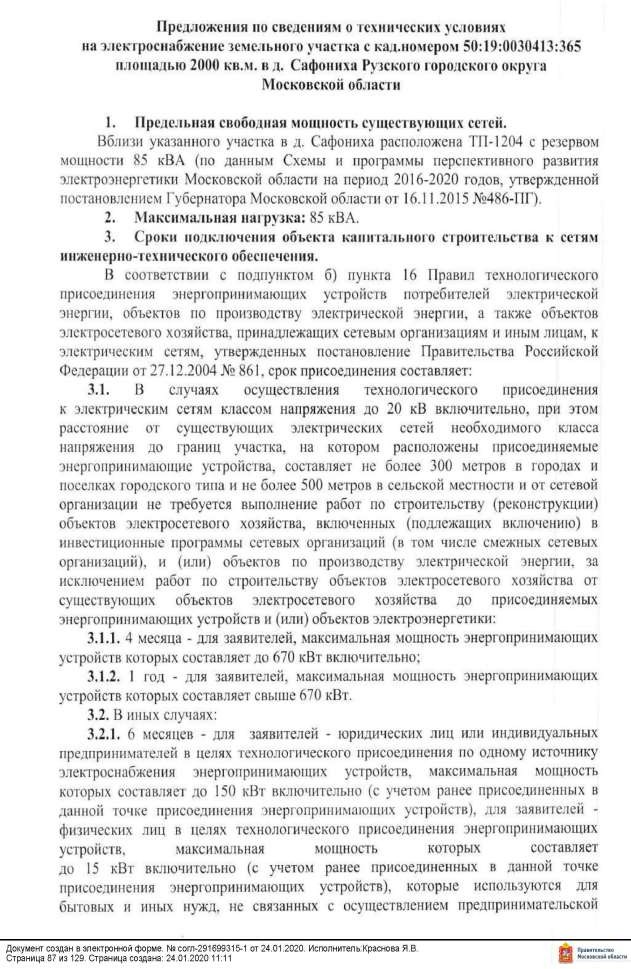 Предложения по сведениям о технических условиях
на электроснабжение земельного участка с кад.номером 50:19:0030413:365
площадью 2000 кв.м. в д. Сафониха Рузского городского округа
Московской области
1. Предельная свободная мощность существующих сетей.
Вблизи указанного участка в д. Сафониха расположена ТП-1204 с резервом
мощности 85 кВА (по данным Схемы и программы перспективного развития
электроэнергетики Московской области на период 2016-2020 годов, утвержденной
постановлением Губернатора Московской области от 16.11.2015 №486-ПГ).
2. Максимальная нагрузка: 85 кВА.
3. Сроки подключения объекта капитального строительства к сетям
инженерно-технического обеспечения.
В соответствии с подпунктом б) пункта 16 Правил технологического
присоединения энергопринимающих устройств потребителей электрической
энергии, объектов по производству электрической энергии, а также объектов
электросетевого хозяйства, принадлежащих сетевым организациям и иным лицам, к
электрическим сетям, утвержденных постановление Правительства Российской
Федерации от 27.12.2004 № 861, срок присоединения составляет:
3.1. В случаях осуществления технологического присоединения
к электрическим сетям классом напряжения до 20 кВ включительно, при этом
расстояние от существующих электрических сетей необходимого класса
напряжения до границ участка, на котором расположены присоединяемые
энергопринимающие устройства, составляет не более 300 метров в городах и
поселках городского типа и не более 500 метров в сельской местности и от сетевой
организации не требуется выполнение работ по строительству (реконструкции)
объектов электросетевого хозяйства, включенных (подлежащих включению) в
инвестиционные программы сетевых организаций (в том числе смежных сетевых
организаций), и (или) объектов по производству электрической энергии, за
исключением работ по строительству объектов электросетевого хозяйства от
существующих объектов электросетевого хозяйства до присоединяемых
энергопринимающих устройств и (или) объектов электроэнергетики:
3.1.1. 4 месяца - для заявителей, максимальная мощность энергопринимающих
устройств которых составляет до 670 кВт включительно;
3.1.2. 1 год - для заявителей, максимальная мощность энергопринимающих
устройств которых составляет свыше 670 кВт.
3.2. В иных случаях:
3.2.1. 6 месяцев - для заявителей - юридических лиц или индивидуальных
предпринимателей в целях технологического присоединения по одному источнику
электроснабжения энергопринимающих устройств, максимальная мощность
которых составляет до 150 кВт включительно (с учетом ранее присоединенных в
данной точке присоединения энергопринимающих устройств), для заявителей -
физических лиц в целях технологического присоединения энергопринимающих
устройств, максимальная мощность которых составляет
до 15 кВт включительно (с учетом ранее присоединенных в данной точке
присоединения энергопринимающих устройств), которые используются для
бытовых и иных нужд, не связанных с осуществлением предпринимательской
Документ создан в электронной форме. № согл-291699315-1 от 24.01.2020. Исполнитель:Краснова Я.В.
Страница 87 из 129. Страница создана: 24.01.2020 11:11
Правительство
Московской области